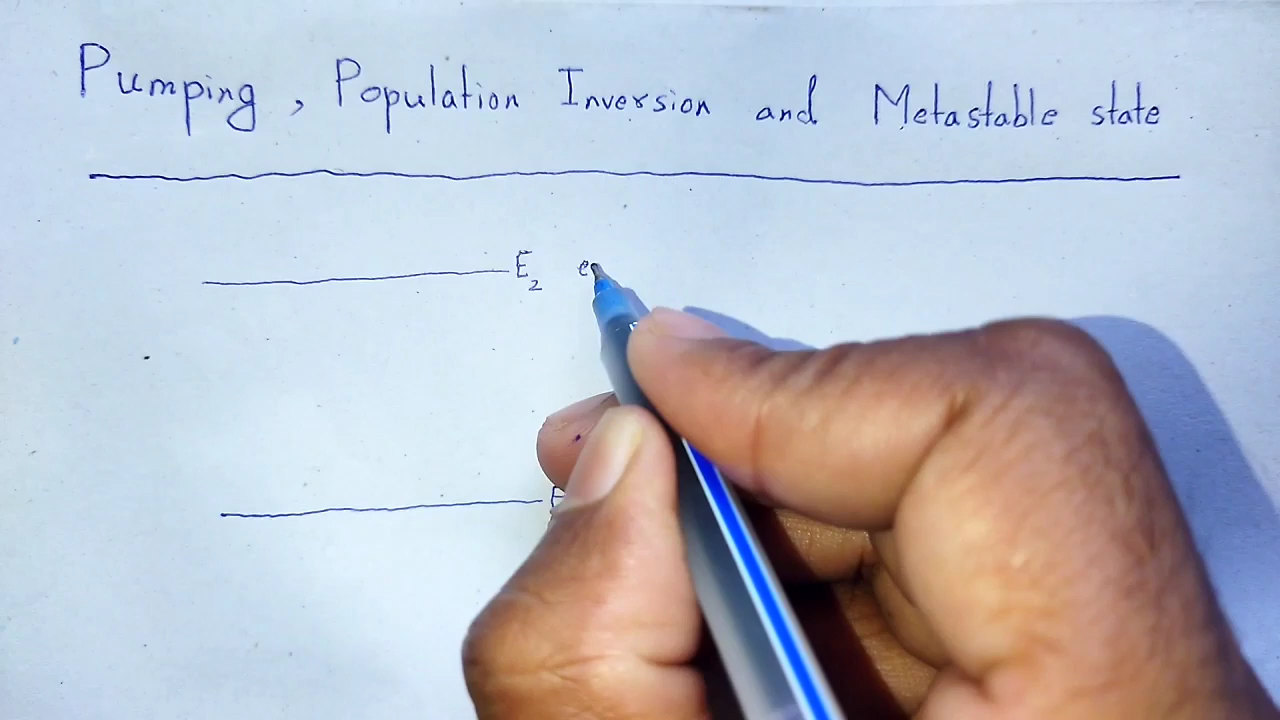 Pumping, Population Inversion and Metastable state
E₂ e